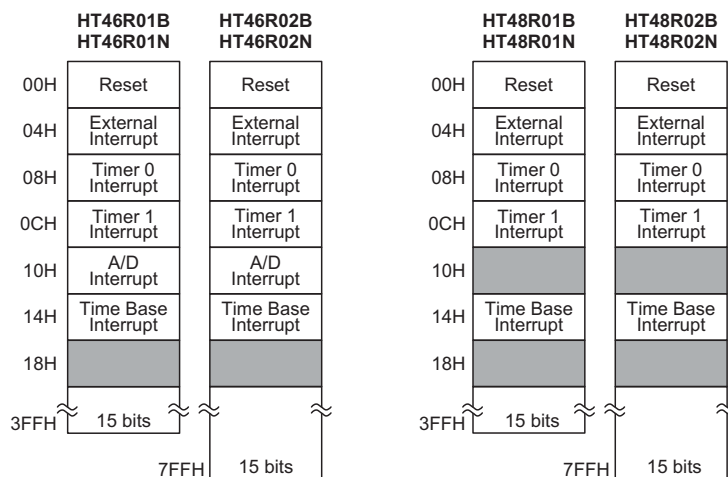 HT46R01B HT46R02B HT48R01B HT48R02B
HT46R01N HT46R02N HT48R01N HT48R02N
00H Reset Reset 00H Reset Reset
04H External Interrupt External Interrupt 04H External Interrupt External Interrupt
08H Timer 0 Interrupt Timer 0 Interrupt 08H Timer 0 Interrupt Timer 0 Interrupt
0CH Timer 1 Interrupt Timer 1 Interrupt 0CH Timer 1 Interrupt Timer 1 Interrupt
10H A/D Interrupt A/D Interrupt 10H
14H Time Base Interrupt Time Base Interrupt 14H Time Base Interrupt Time Base Interrupt
18H 18H
3FFH 15 bits 3FFH 15 bits
7FFH 15 bits 7FFH 15 bits